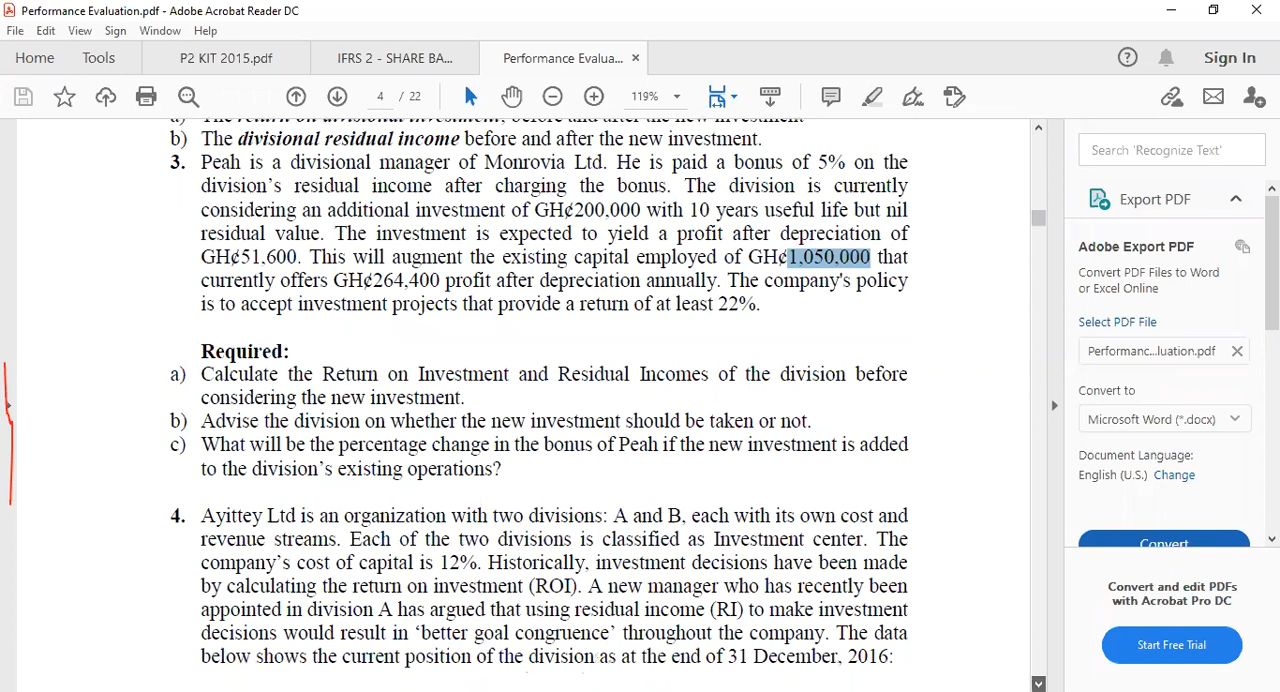 Performance Evaluation.pdf - Adobe Acrobat Reader DC
File Edit View Sign Window Help
Home Tools P2 KIT 2015.pdf IFRS 2 - SHARE BA... Performance Evalua... × Sign In
4 / 22 119%
b) The divisional residual income before and after the new investment.
3. Peah is a divisional manager of Monrovia Ltd. He is paid a bonus of 5% on the
division's residual income after charging the bonus. The division is currently
considering an additional investment of GH¢200,000 with 10 years useful life but nil
residual value. The investment is expected to yield a profit after depreciation of
GH¢51,600. This will augment the existing capital employed of GH¢1,050,000 that
currently offers GH¢264,400 profit after depreciation annually. The company's policy
is to accept investment projects that provide a return of at least 22%.
Required:
a) Calculate the Return on Investment and Residual Incomes of the division before
considering the new investment.
b) Advise the division on whether the new investment should be taken or not.
c) What will be the percentage change in the bonus of Peah if the new investment is added
to the division's existing operations?
4. Ayittey Ltd is an organization with two divisions: A and B, each with its own cost and
revenue streams. Each of the two divisions is classified as Investment center. The
company's cost of capital is 12%. Historically, investment decisions have been made
by calculating the return on investment (ROI). A new manager who has recently been
appointed in division A has argued that using residual income (RI) to make investment
decisions would result in 'better goal congruence' throughout the company. The data
below shows the current position of the division as at the end of 31 December, 2016:
Search 'Recognize Text'
Export PDF
Adobe Export PDF
Convert PDF Files to Word
or Excel Online
Select PDF File
Performanc...luation.pdf
Convert to
Microsoft Word (*.docx)
Document Language:
English (U.S.) Change
Convert
Convert and edit PDFs
with Acrobat Pro DC
Start Free Trial